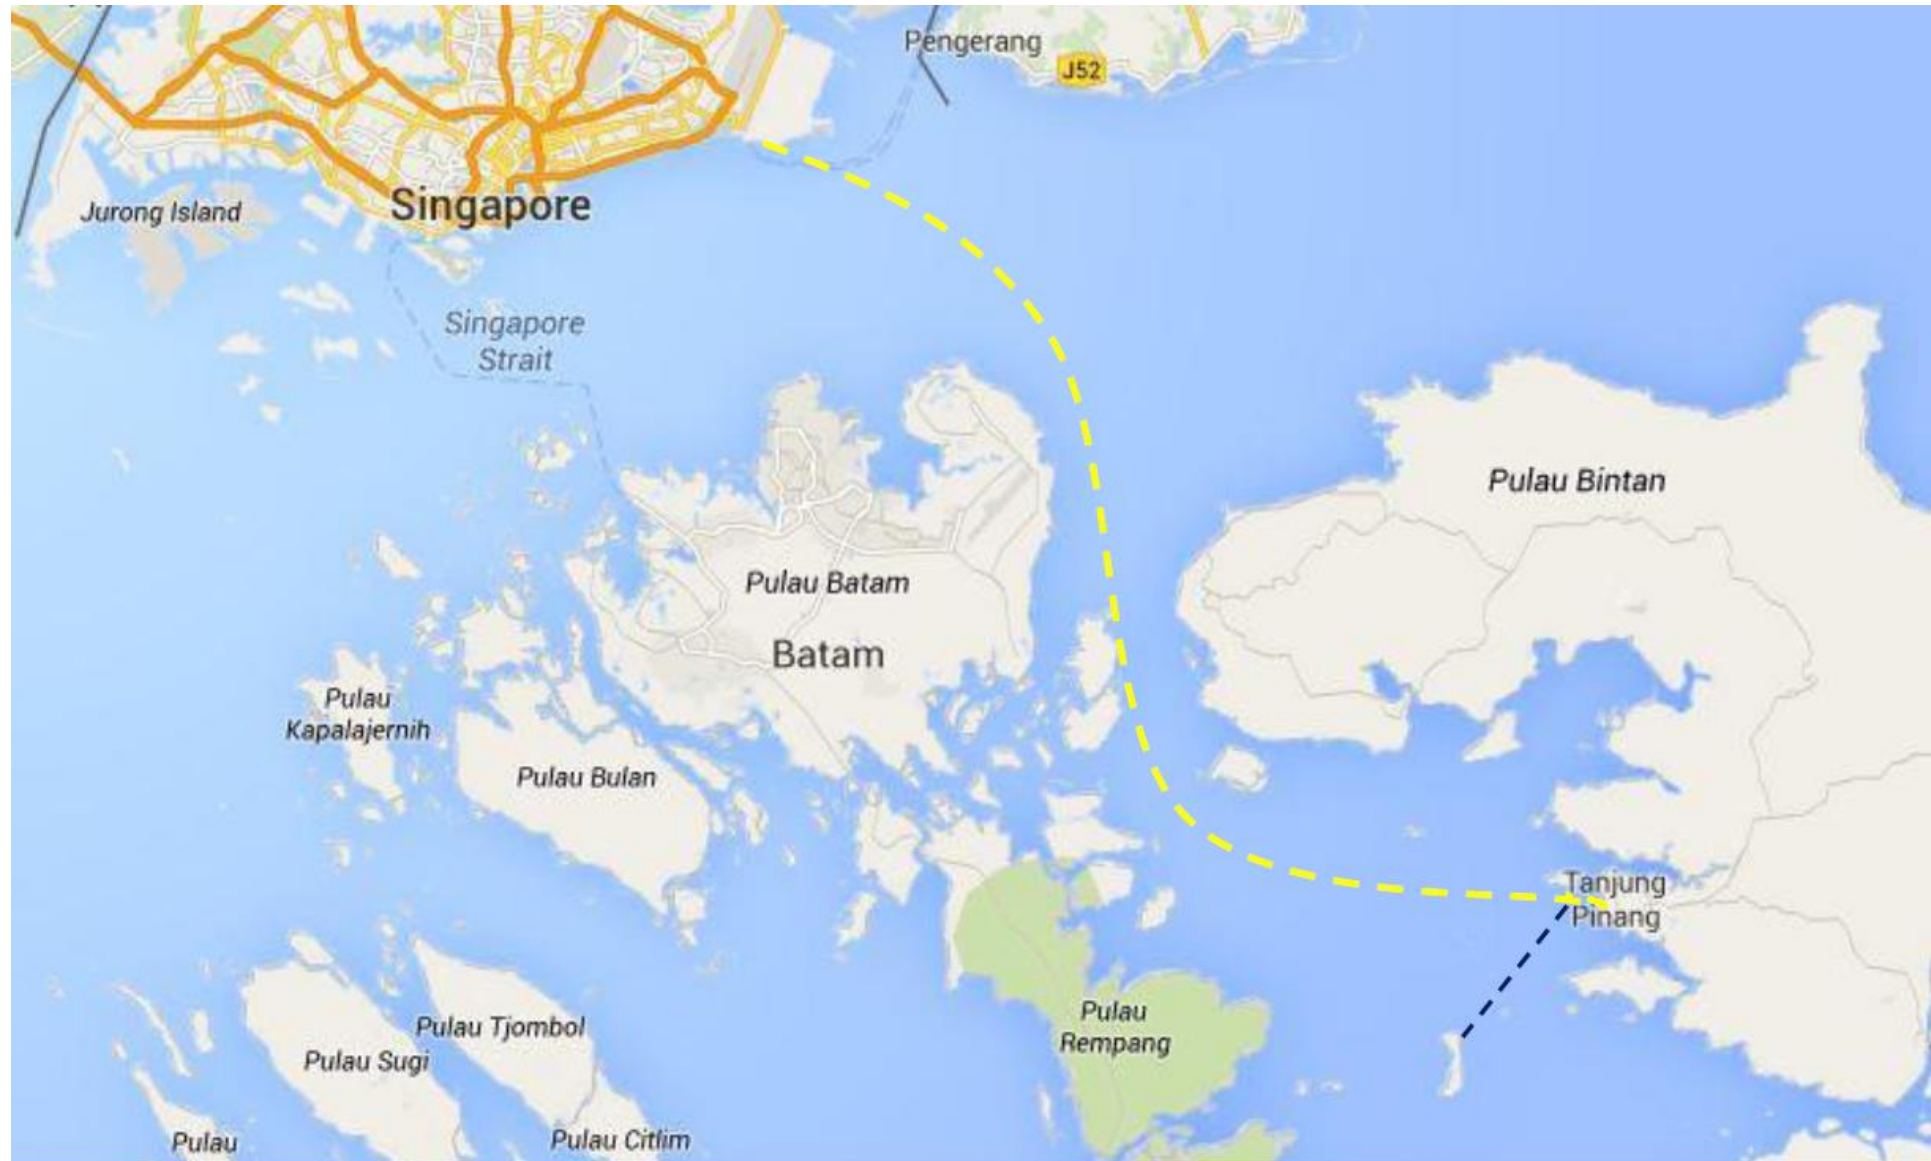 Pengerang
J52
Jurong Island
Singapore
Singapore
Strait
Pulau Bintan
Pulau Batam
Batam
Pulau
Kapalajernih
Pulau Bulan
Tanjung
Pinang
Pulau
Rempang
Pulau Tjombol
Pulau Sugi
Pulau Citlim
Pulau